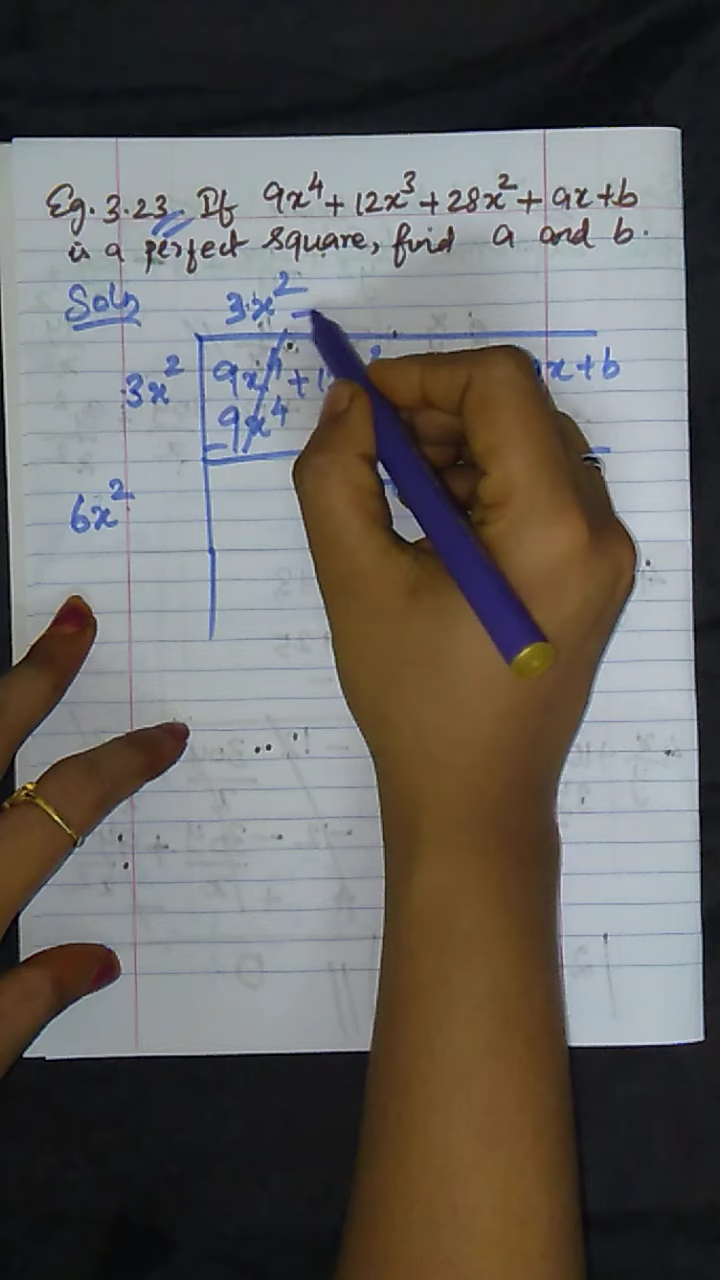 Eg. 3.23. If 9x⁴ + 12x³ + 28x² + ax + b
is a perfect square, find a and b.
Soln
3x²
3x² 9x⁴ + 1 x + b
9x⁴
6x²